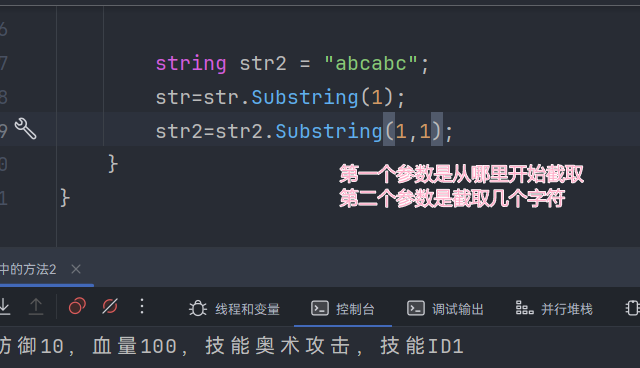 6
7 string str2 = "abcabc";
8 str=str.Substring(1);
9 str2=str2.Substring(1,1);
0 }
1 }
第一个参数是从哪里开始截取
第二个参数是截取几个字符
中的方法2
线程和变量 控制台 调试输出 并行堆栈
防御10, 血量100, 技能奥术攻击, 技能ID1